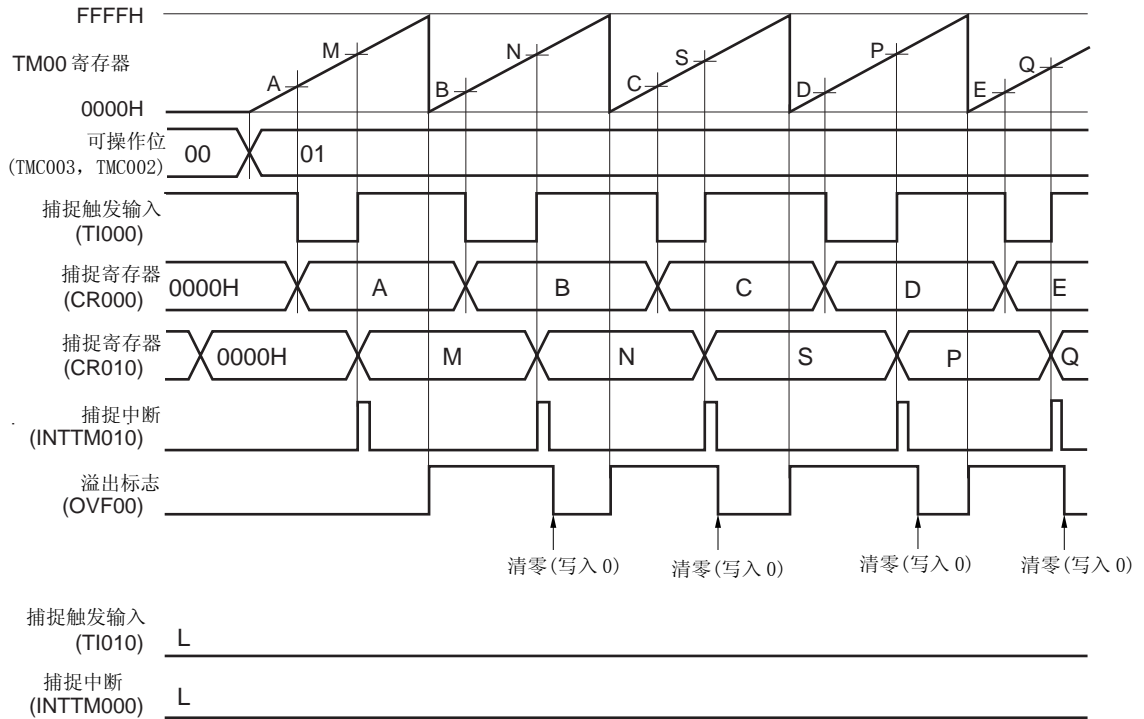 FFFFH
TM00 寄存器
0000H
A M B N C S D P E Q
可操作位
(TMC003，TMC002)
00 01
捕捉触发输入
(TI000)
捕捉寄存器
(CR000)
0000H A B C D E
捕捉寄存器
(CR010)
0000H M N S P Q
捕捉中断
(INTTM010)
溢出标志
(OVF00)
清零(写入 0) 清零(写入 0) 清零(写入 0) 清零(写入 0)
捕捉触发输入
(TI010)
L
捕捉中断
(INTTM000)
L